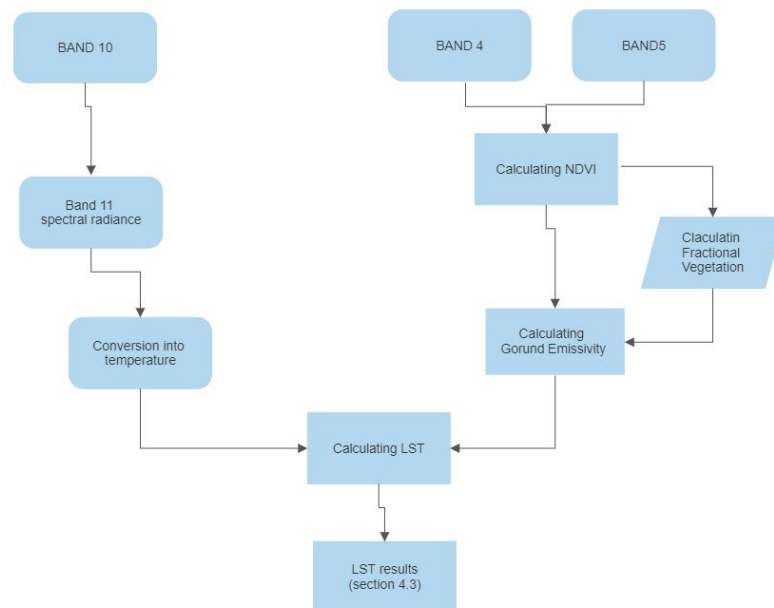 BAND 10
BAND 4
BAND5
Calculating NDVI
Band 11
spectral radiance
Claculatin
Fractional
Vegetation
Conversion into
temperature
Calculating
Gorund Emissivity
Calculating LST
LST results
(section 4.3)